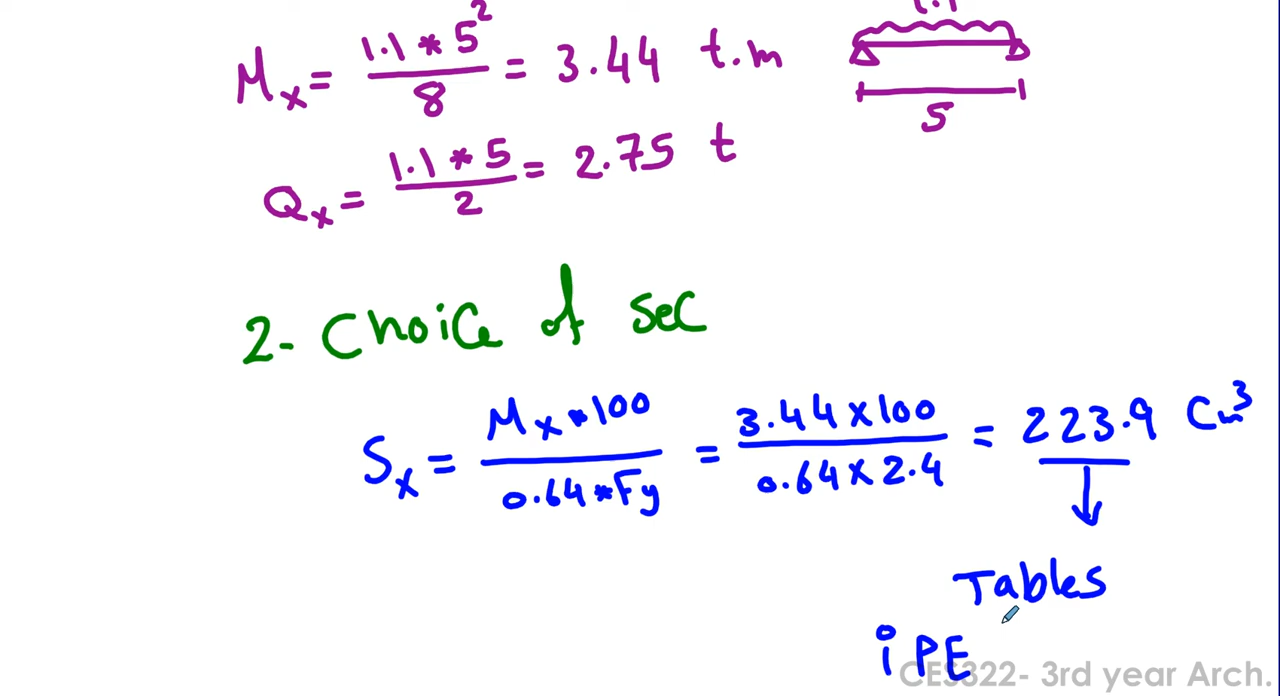 1.1
Mx = 1.1 * 5² / 8 = 3.44 t.m
5
Qx = 1.1 * 5 / 2 = 2.75 t
2- Choice of sec
Sx = Mx * 100 / 0.64 * Fy = 3.44 x 100 / 0.64 x 2.4 = 223.9 Cm³
Tables
iPE
CES322- 3rd year Arch.